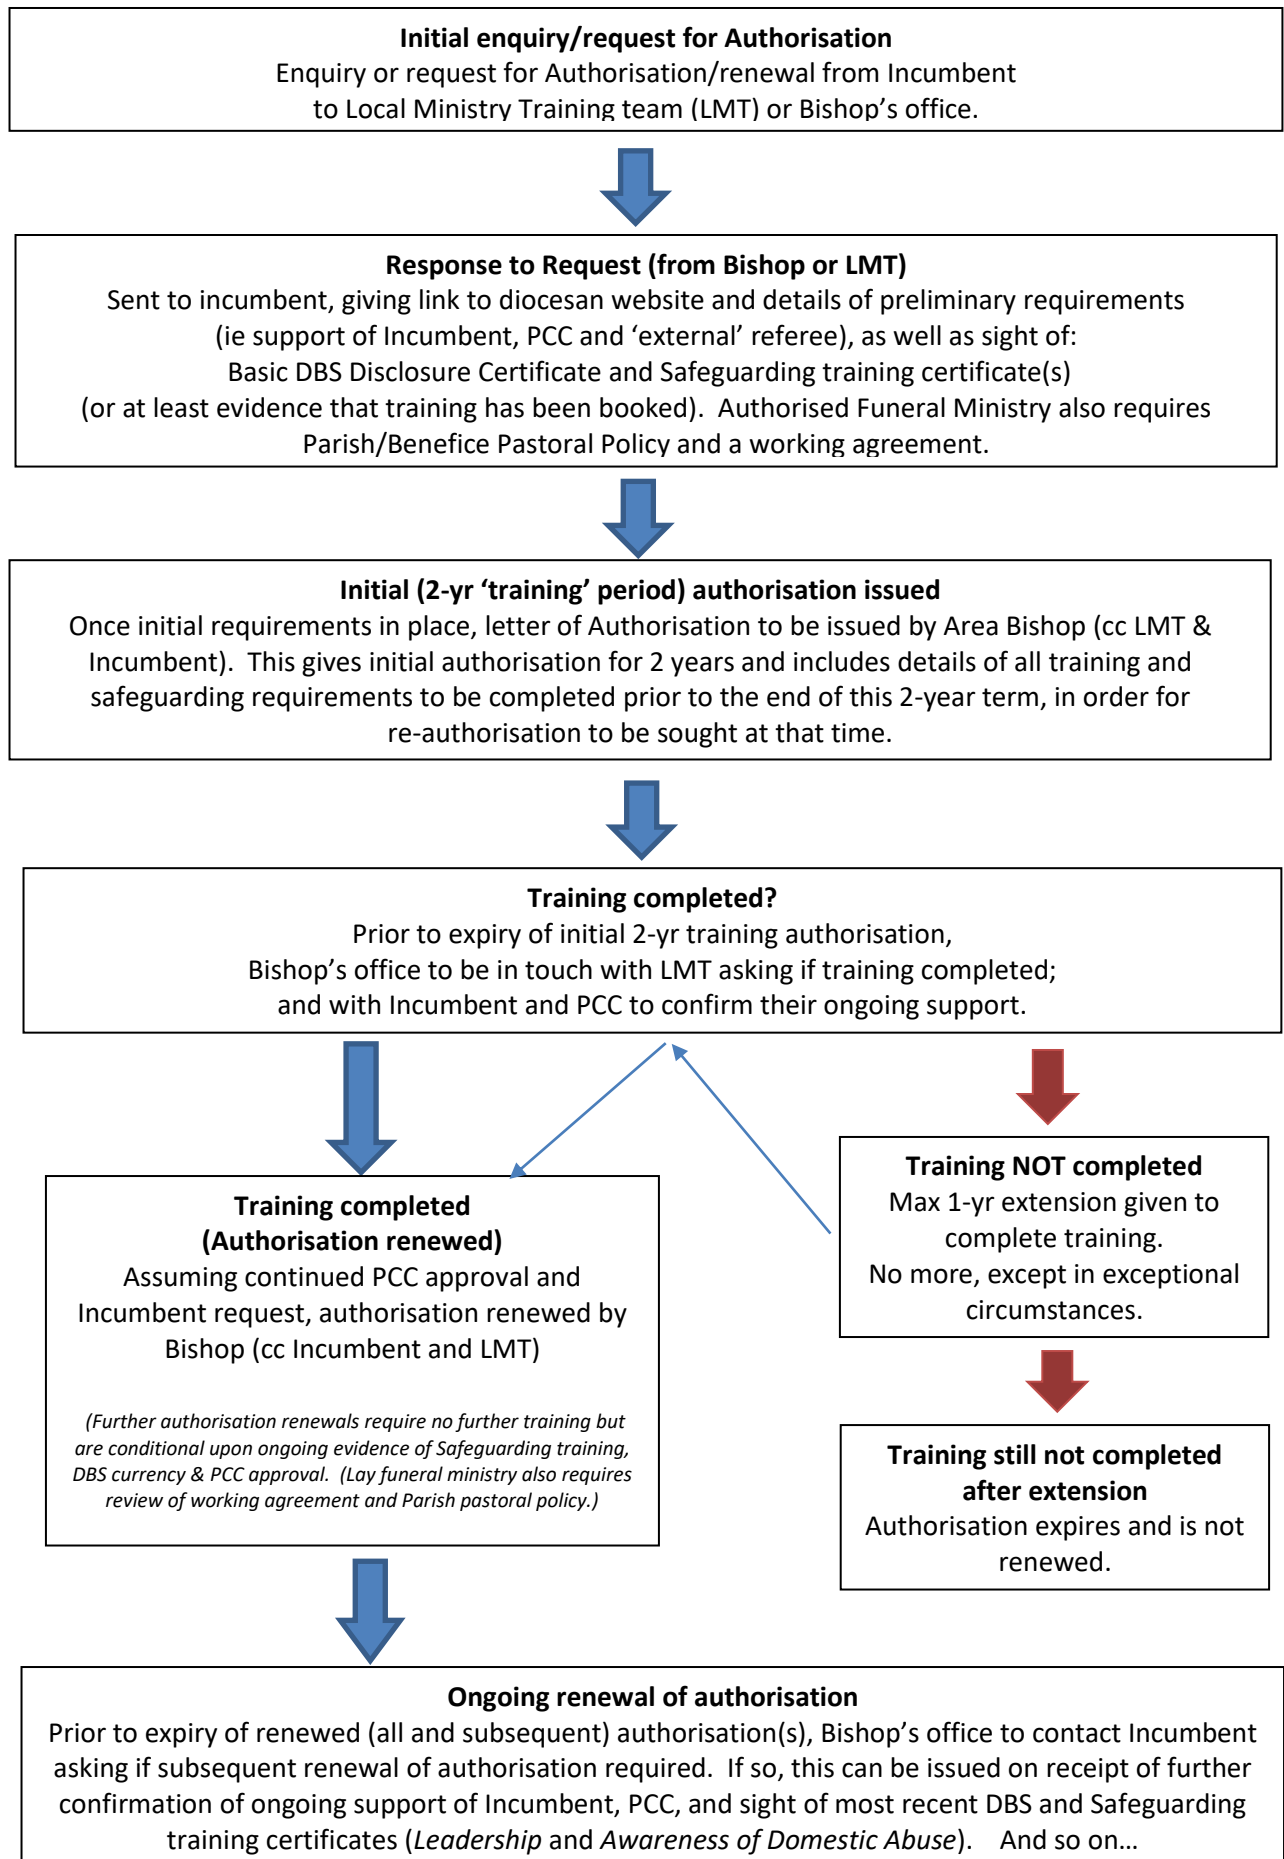 Initial enquiry/request for Authorisation
Enquiry or request for Authorisation/renewal from Incumbent
to Local Ministry Training team (LMT) or Bishop’s office.
Response to Request (from Bishop or LMT)
Sent to incumbent, giving link to diocesan website and details of preliminary requirements
(ie support of Incumbent, PCC and ‘external’ referee), as well as sight of:
Basic DBS Disclosure Certificate and Safeguarding training certificate(s)
(or at least evidence that training has been booked).  Authorised Funeral Ministry also requires
Parish/Benefice Pastoral Policy and a working agreement.
Initial (2-yr ‘training’ period) authorisation issued
Once initial requirements in place, letter of Authorisation to be issued by Area Bishop (cc LMT &
Incumbent).  This gives initial authorisation for 2 years and includes details of all training and
safeguarding requirements to be completed prior to the end of this 2-year term, in order for
re-authorisation to be sought at that time.
Training completed?
Prior to expiry of initial 2-yr training authorisation,
Bishop’s office to be in touch with LMT asking if training completed;
and with Incumbent and PCC to confirm their ongoing support.
Training completed
(Authorisation renewed)
Assuming continued PCC approval and
Incumbent request, authorisation renewed by
Bishop (cc Incumbent and LMT)
(Further authorisation renewals require no further training but
are conditional upon ongoing evidence of Safeguarding training,
DBS currency & PCC approval.  (Lay funeral ministry also requires
review of working agreement and Parish pastoral policy.)
Training NOT completed
Max 1-yr extension given to
complete training.
No more, except in exceptional
circumstances.
Training still not completed
after extension
Authorisation expires and is not
renewed.
Ongoing renewal of authorisation
Prior to expiry of renewed (all and subsequent) authorisation(s), Bishop’s office to contact Incumbent
asking if subsequent renewal of authorisation required.  If so, this can be issued on receipt of further
confirmation of ongoing support of Incumbent, PCC, and sight of most recent DBS and Safeguarding
training certificates (Leadership and Awareness of Domestic Abuse).    And so on…